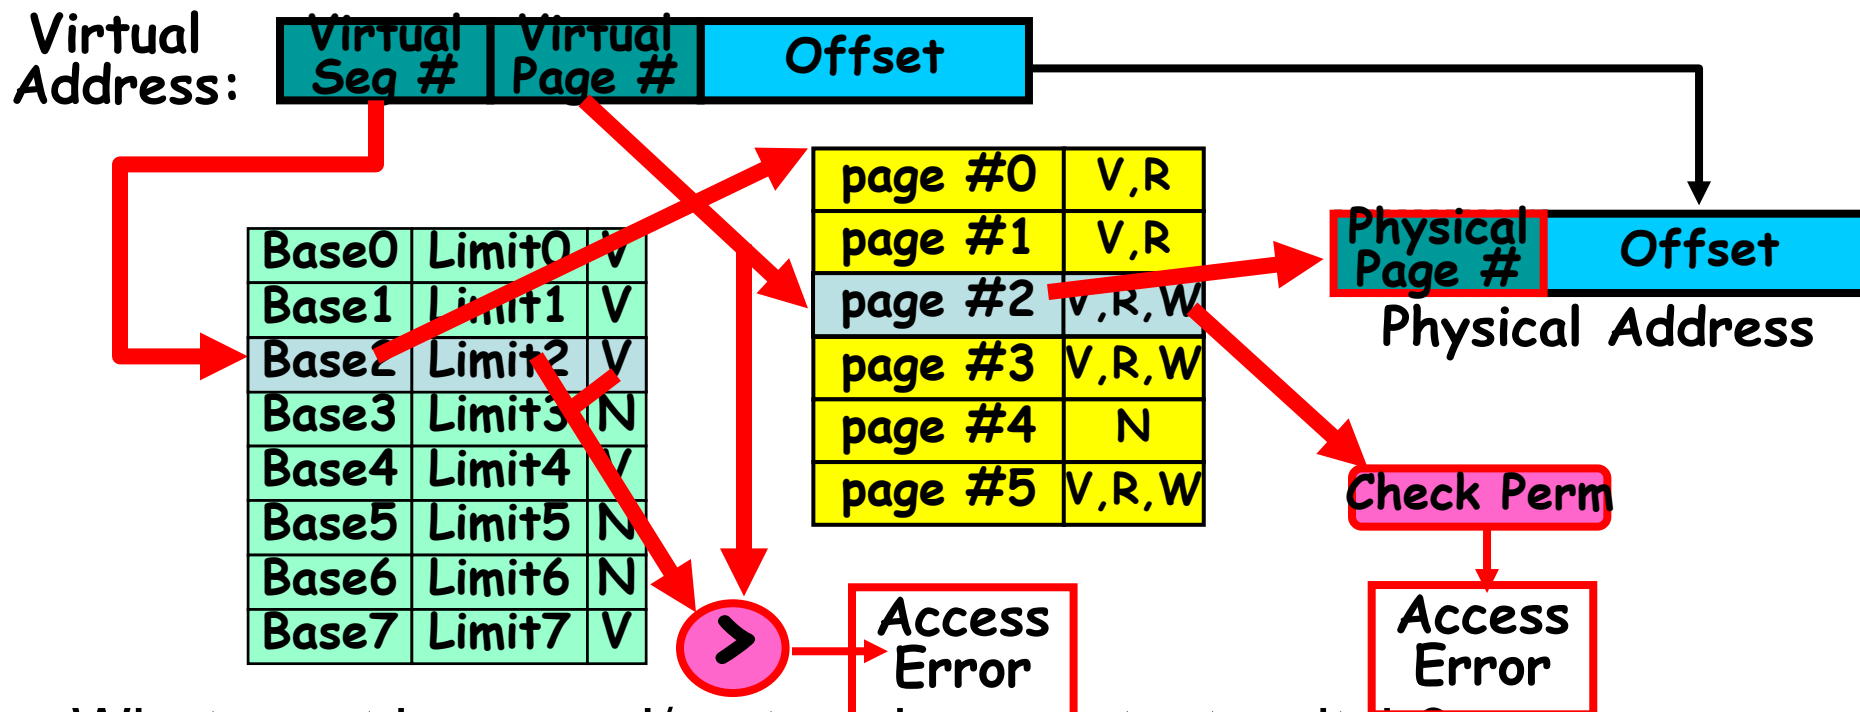 Virtual
Address:
Virtual
Seg #
Virtual
Page #
Offset
Base0 Limit0 V
Base1 Limit1 V
Base2 Limit2 V
Base3 Limit3 N
Base4 Limit4 V
Base5 Limit5 N
Base6 Limit6 N
Base7 Limit7 V
page #0 V,R
page #1 V,R
page #2 V,R,W
page #3 V,R,W
page #4 N
page #5 V,R,W
Physical
Page #
Offset
Physical Address
>
Access
Error
Check Perm
Access
Error